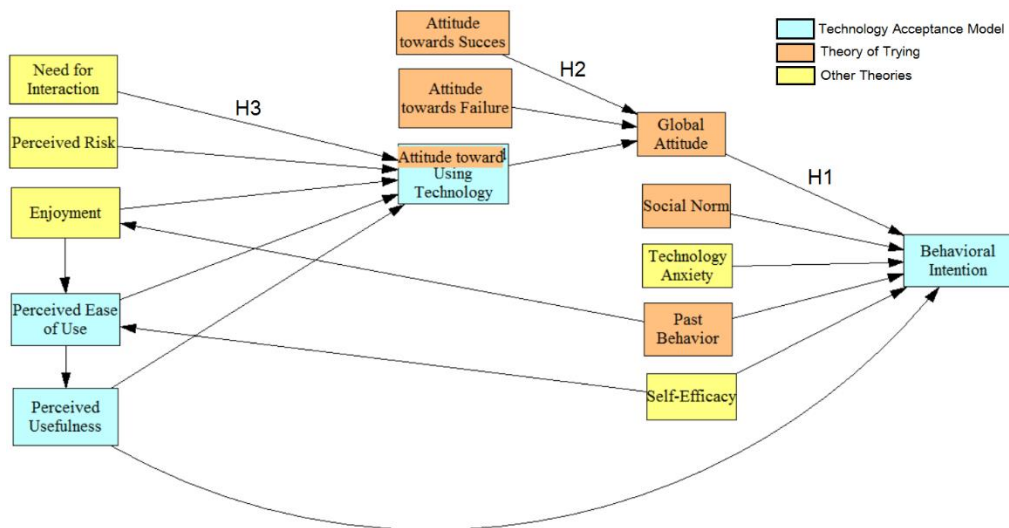 Attitude
towards Succes
Technology Acceptance Model
Theory of Trying
Other Theories
Need for
Interaction
H3
H2
Attitude
towards Failure
Perceived Risk
Global
Attitude
Attitude toward
Using
Technology
H1
Enjoyment
Social Norm
Technology
Anxiety
Behavioral
Intention
Perceived Ease
of Use
Past
Behavior
Perceived
Usefulness
Self-Efficacy